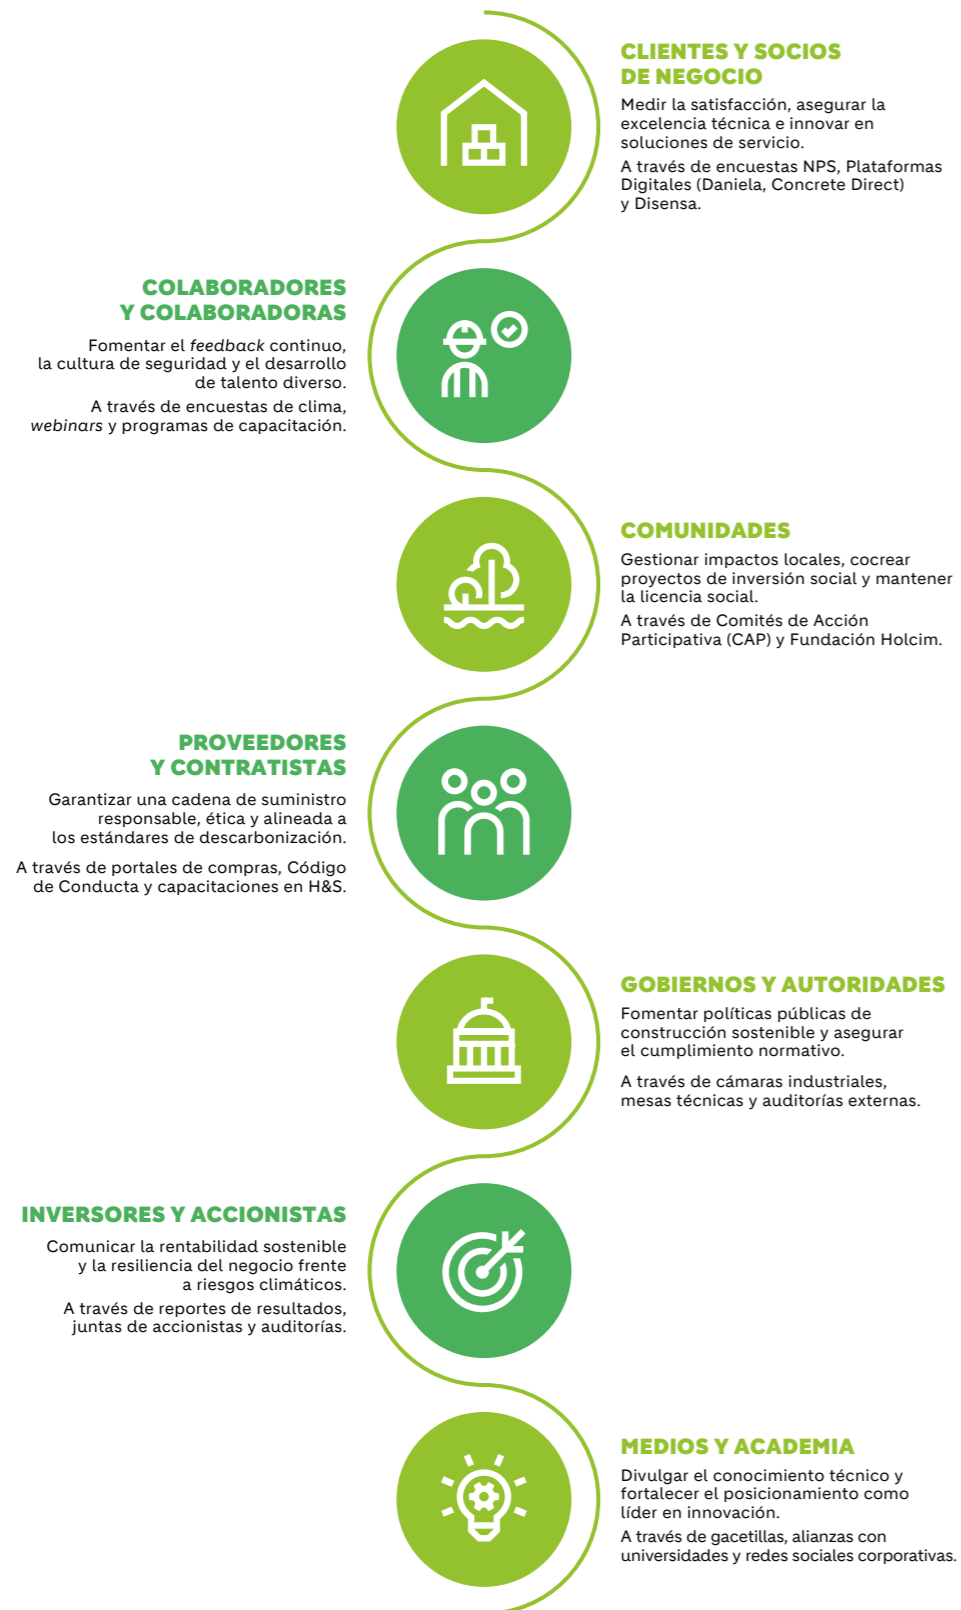 CLIENTES Y SOCIOS
DE NEGOCIO
Medir la satisfacción, asegurar la
excelencia técnica e innovar en
soluciones de servicio.
A través de encuestas NPS, Plataformas
Digitales (Daniela, Concrete Direct)
y Disensa.
COLABORADORES
Y COLABORADORAS
Fomentar el feedback continuo,
la cultura de seguridad y el desarrollo
de talento diverso.
A través de encuestas de clima,
webinars y programas de capacitación.
COMUNIDADES
Gestionar impactos locales, cocrear
proyectos de inversión social y mantener
la licencia social.
A través de Comités de Acción
Participativa (CAP) y Fundación Holcim.
PROVEEDORES
Y CONTRATISTAS
Garantizar una cadena de suministro
responsable, ética y alineada a
los estándares de descarbonización.
A través de portales de compras, Código
de Conducta y capacitaciones en H&S.
GOBIERNOS Y AUTORIDADES
Fomentar políticas públicas de
construcción sostenible y asegurar
el cumplimiento normativo.
A través de cámaras industriales,
mesas técnicas y auditorías externas.
INVERSORES Y ACCIONISTAS
Comunicar la rentabilidad sostenible
y la resiliencia del negocio frente
a riesgos climáticos.
A través de reportes de resultados,
juntas de accionistas y auditorías.
MEDIOS Y ACADEMIA
Divulgar el conocimiento técnico y
fortalecer el posicionamiento como
líder en innovación.
A través de gacetillas, alianzas con
universidades y redes sociales corporativas.